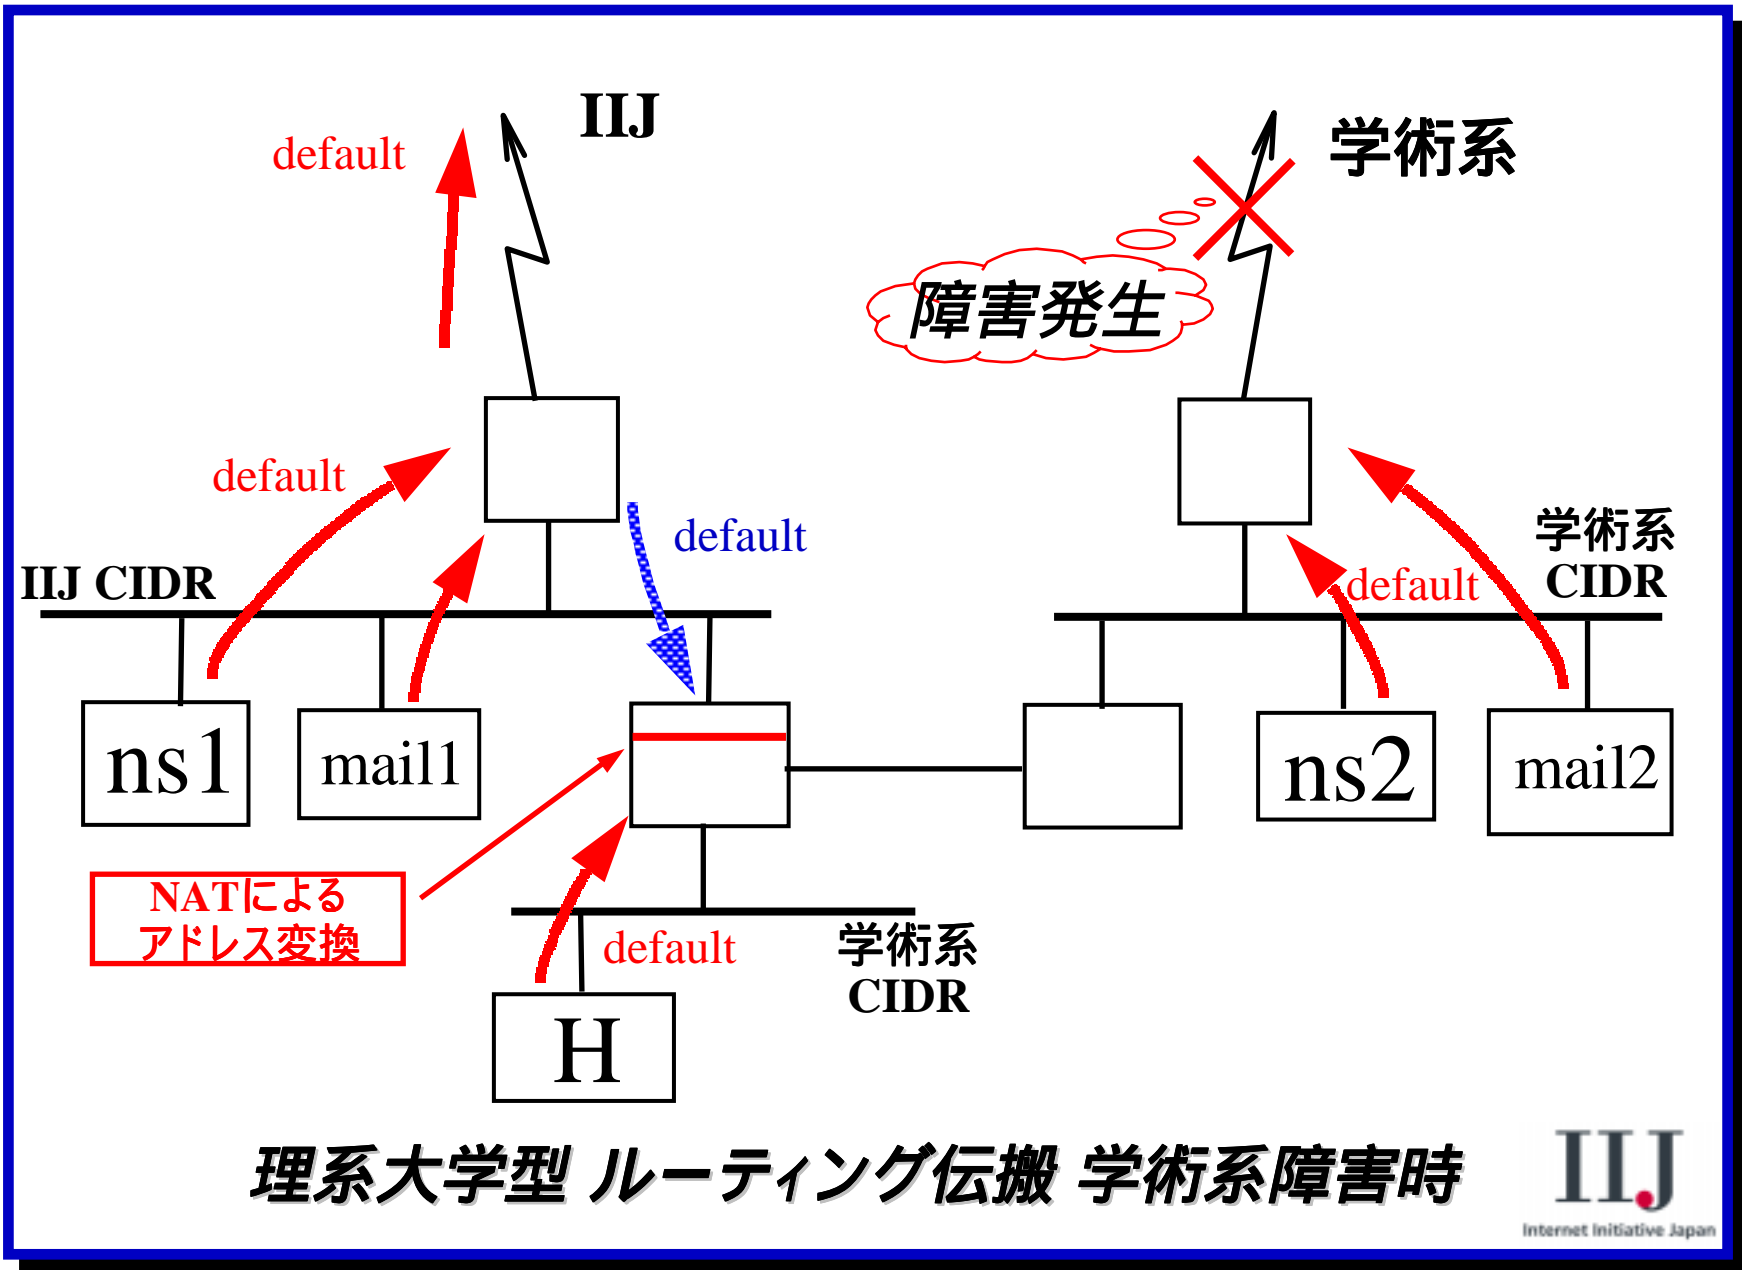 IIJ
学術系
default
障害発生
default
default
学術系
CIDR
IIJ CIDR
default
ns1
mail1
ns2
mail2
NATによる
アドレス変換
default
学術系
CIDR
H
理系大学型 ルーティング伝搬 学術系障害時
IIJ
Internet Initiative Japan